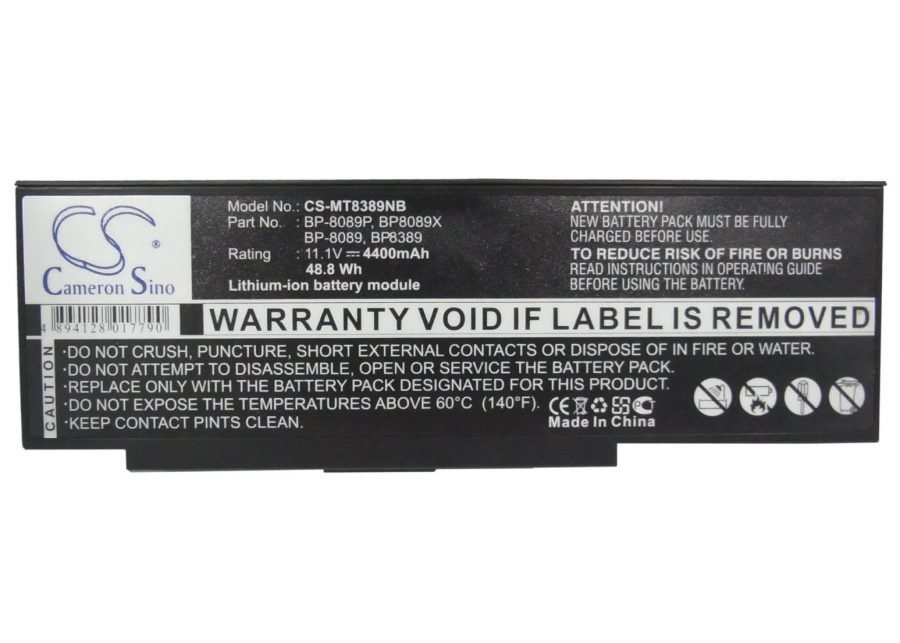 CS ®
Cameron Sino
4 894128 017790
Model No.: CS-MT8389NB
Part No. : BP-8089P, BP8089X
BP-8089, BP8389
Rating : 11.1V⎓4400mAh
48.8 Wh
Lithium-ion battery module
ATTENTION:
NEW BATTERY PACK MUST BE FULLY
CHARGED BEFORE USE.
TO REDUCE RISK OF FIRE OR BURNS
READ INSTRUCTIONS IN OPERATING GUIDE
BEFORE USING THE BATTERY.
WARRANTY VOID IF LABEL IS REMOVED
CAUTION
•DO NOT CRUSH, PUNCTURE, SHORT EXTERNAL CONTACTS OR DISPOSE OF IN FIRE OR WATER.
•DO NOT ATTEMPT TO DISASSEMBLE, OPEN OR SERVICE THE BATTERY PACK.
•REPLACE ONLY WITH THE BATTERY PACK DESIGNATED FOR THIS PRODUCT.
•DO NOT EXPOSE THE TEMPERATURES ABOVE 60°C (140°F).
•KEEP CONTACT PINTS CLEAN.
CE
Made In China